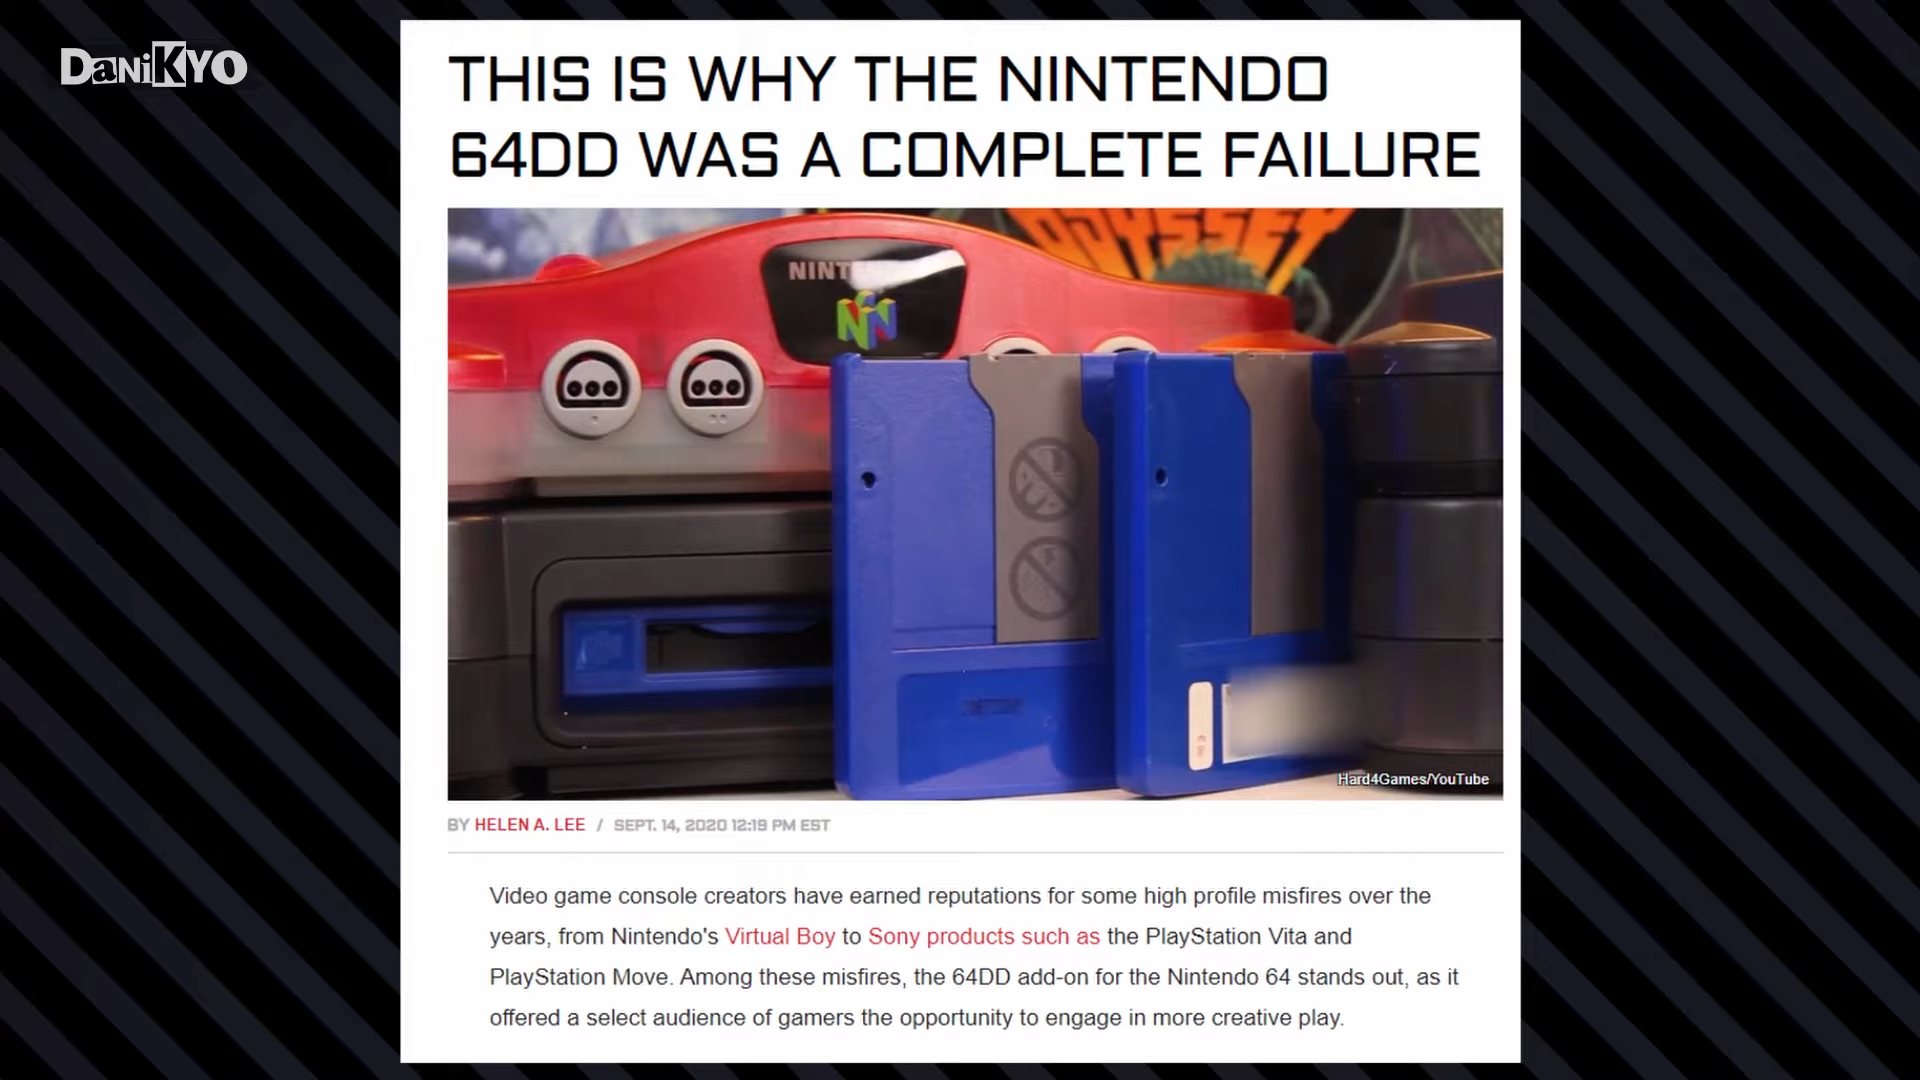 DaniKyo
THIS IS WHY THE NINTENDO
64DD WAS A COMPLETE FAILURE
ODYSSEY
NINTENDO
Hard4Games/YouTube
BY HELEN A. LEE / SEPT. 14, 2020 12:19 PM EST
Video game console creators have earned reputations for some high profile misfires over the
years, from Nintendo's Virtual Boy to Sony products such as the PlayStation Vita and
PlayStation Move. Among these misfires, the 64DD add-on for the Nintendo 64 stands out, as it
offered a select audience of gamers the opportunity to engage in more creative play.